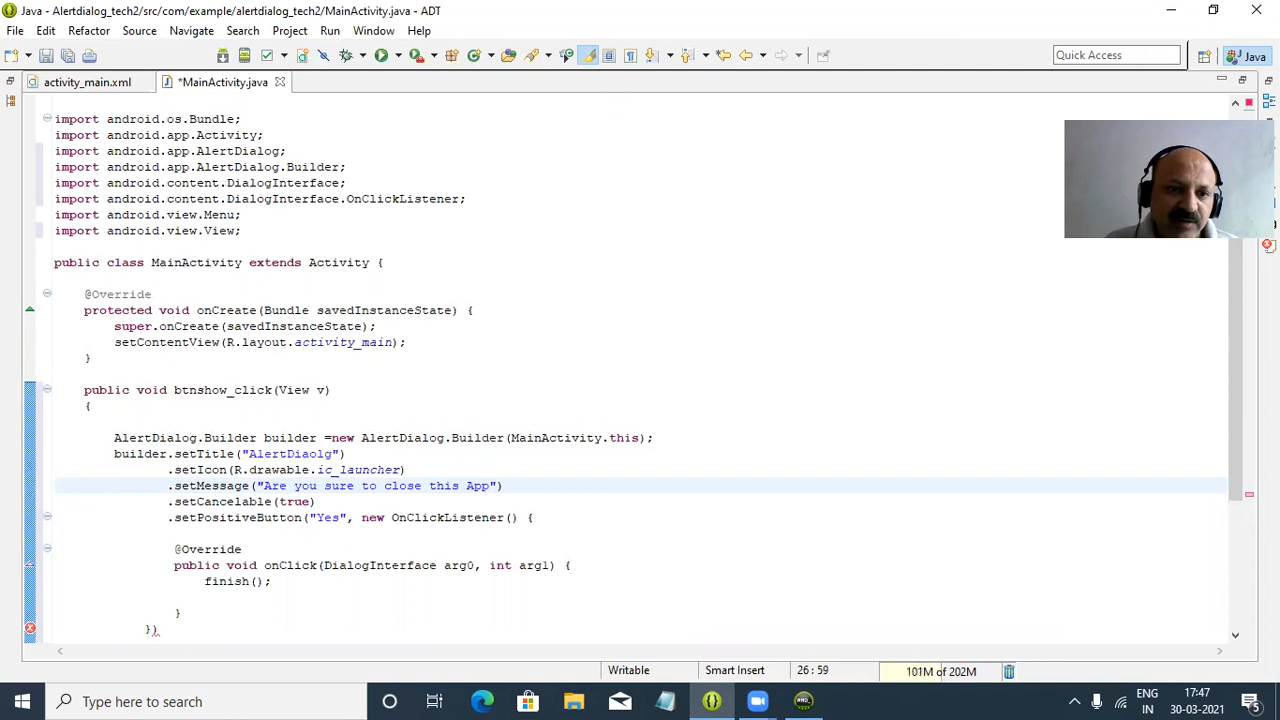 Java - Alertdialog_tech2/src/com/example/alertdialog_tech2/MainActivity.java - ADT
File Edit Refactor Source Navigate Search Project Run Window Help
Quick Access
Java
activity_main.xml
*MainActivity.java
import android.os.Bundle;
import android.app.Activity;
import android.app.AlertDialog;
import android.app.AlertDialog.Builder;
import android.content.DialogInterface;
import android.content.DialogInterface.OnClickListener;
import android.view.Menu;
import android.view.View;
public class MainActivity extends Activity {
@Override
protected void onCreate(Bundle savedInstanceState) {
super.onCreate(savedInstanceState);
setContentView(R.layout.activity_main);
}
public void btnshow_click(View v)
{
AlertDialog.Builder builder =new AlertDialog.Builder(MainActivity.this);
builder.setTitle("AlertDiaolg")
.setIcon(R.drawable.ic_launcher)
.setMessage("Are you sure to close this App")
.setCancelable(true)
.setPositiveButton("Yes", new OnClickListener() {
@Override
public void onClick(DialogInterface arg0, int arg1) {
finish();
}
})
Writable Smart Insert 26 : 59 101M of 202M
Type here to search
ENG
IN
17:47
30-03-2021
5